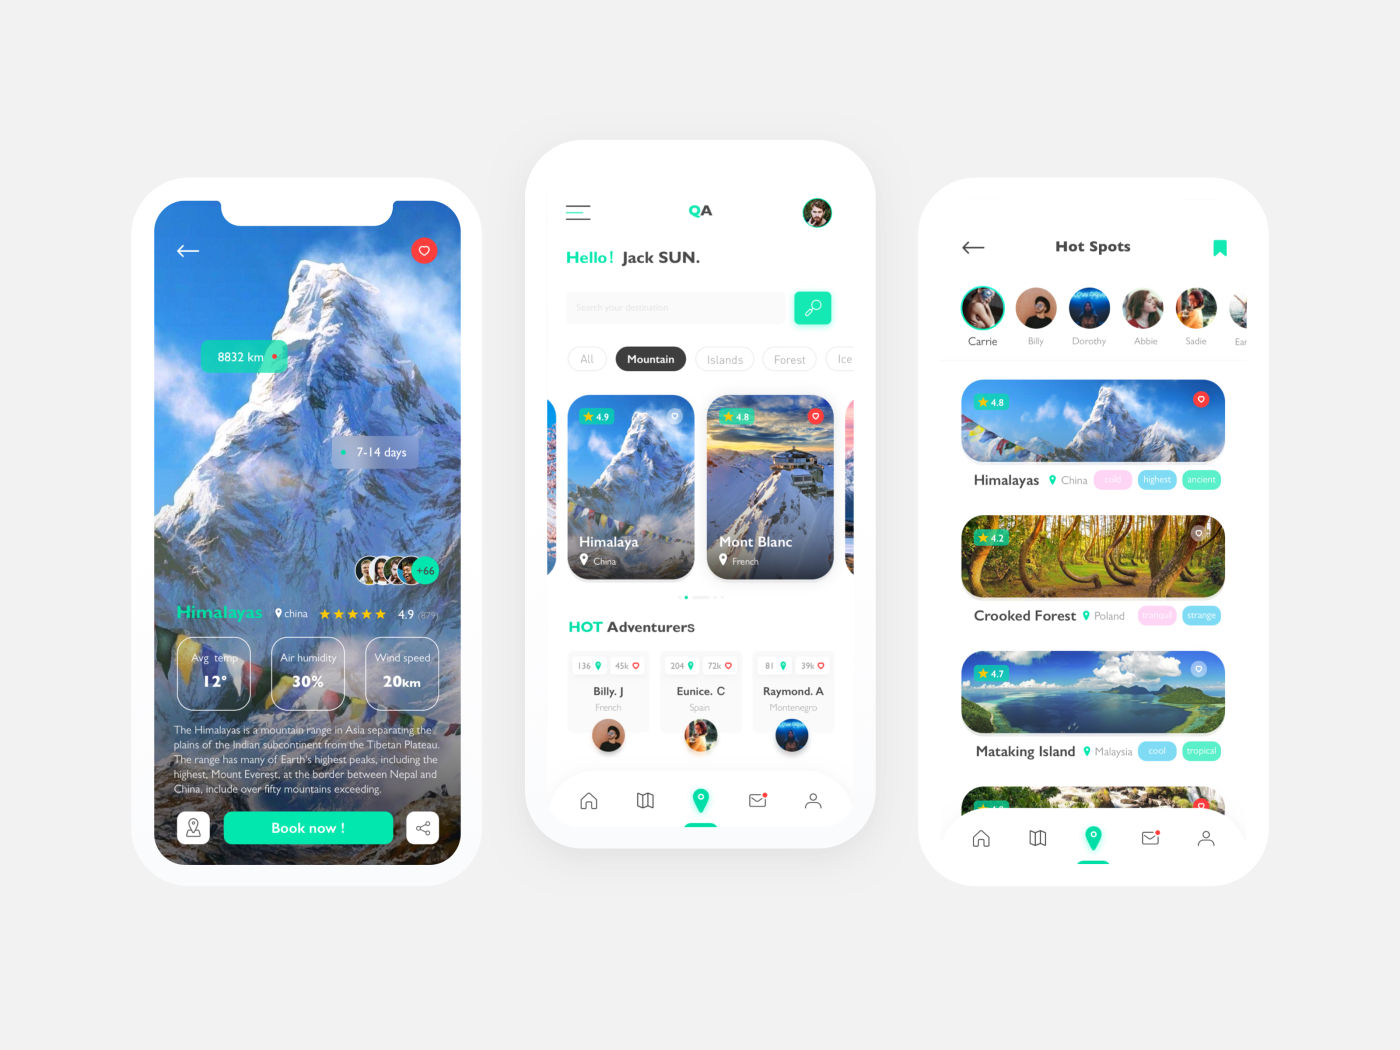 8832 km
7-14 days
+66
Himalayas china 4.9 (879)
Avg temp Air humidity Wind speed
12° 30% 20km
The Himalayas is a mountain range in Asia separating the
plains of the Indian subcontinent from the Tibetan Plateau.
The range has many of Earth's highest peaks, including the
highest, Mount Everest, at the border between Nepal and
China, include over fifty mountains exceeding.
Book now !
QA
Hello! Jack SUN.
Search your destination
All Mountain Islands Forest Ice
4.9 4.8
Himalaya Mont Blanc
China French
HOT Adventurers
136 45k 204 72k 81 39k
Billy. J Eunice. C Raymond. A
French Spain Montenegro
Hot Spots
Carrie Billy Dorothy Abbie Sadie Ear
4.8
Himalayas China cold highest ancient
4.2
Crooked Forest Poland tranquil strange
4.7
Mataking Island Malaysia cool tropical
4.8